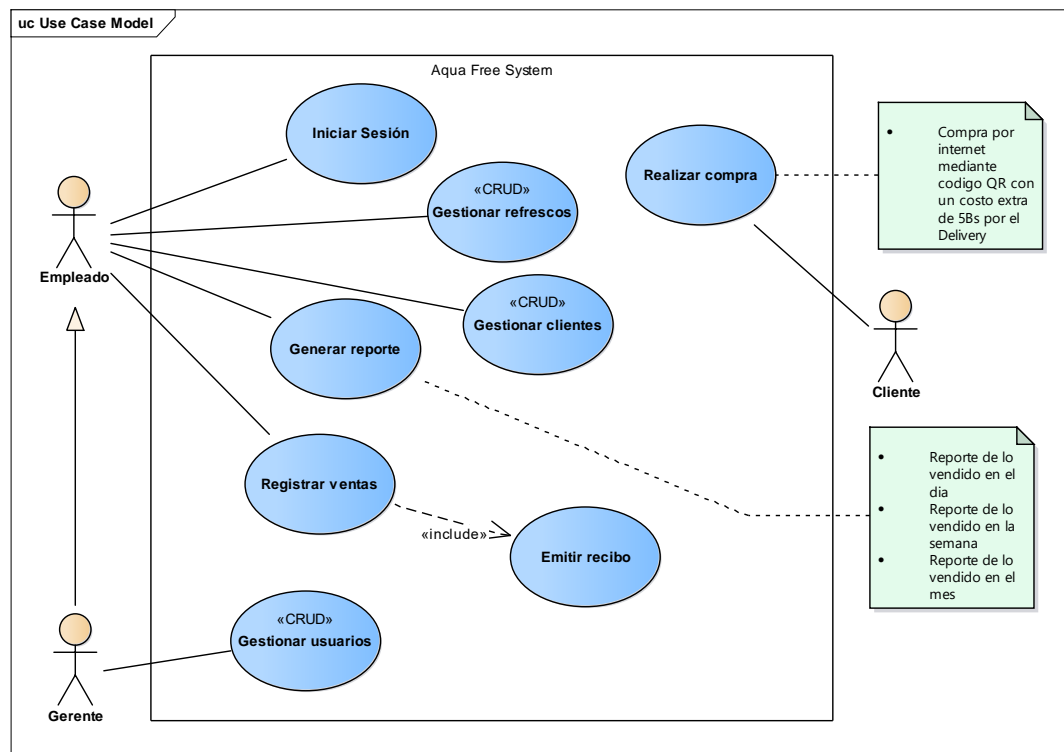 uc Use Case Model
Aqua Free System
Iniciar Sesión
Realizar compra
• Compra por
internet
mediante
codigo QR con
un costo extra
de 5Bs por el
Delivery
«CRUD»
Gestionar refrescos
Empleado
«CRUD»
Gestionar clientes
Generar reporte
Cliente
• Reporte de lo
vendido en el
dia
• Reporte de lo
vendido en la
semana
• Reporte de lo
vendido en el
mes
Registrar ventas
«include»
Emitir recibo
«CRUD»
Gestionar usuarios
Gerente